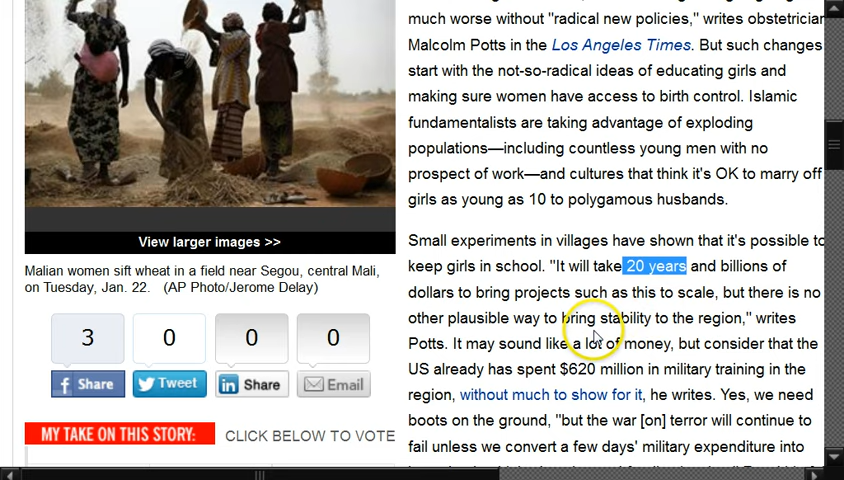 View larger images >>
Malian women sift wheat in a field near Segou, central Mali,
on Tuesday, Jan. 22. (AP Photo/Jerome Delay)
3 0 0 0
f Share Tweet in Share Email
MY TAKE ON THIS STORY: CLICK BELOW TO VOTE
much worse without "radical new policies," writes obstetrician
Malcolm Potts in the Los Angeles Times. But such changes
start with the not-so-radical ideas of educating girls and
making sure women have access to birth control. Islamic
fundamentalists are taking advantage of exploding
populations—including countless young men with no
prospect of work—and cultures that think it's OK to marry off
girls as young as 10 to polygamous husbands.
Small experiments in villages have shown that it's possible to
keep girls in school. "It will take 20 years and billions of
dollars to bring projects such as this to scale, but there is no
other plausible way to bring stability to the region," writes
Potts. It may sound like a lot of money, but consider that the
US already has spent $620 million in military training in the
region, without much to show for it, he writes. Yes, we need
boots on the ground, "but the war [on] terror will continue to
fail unless we convert a few days' military expenditure into